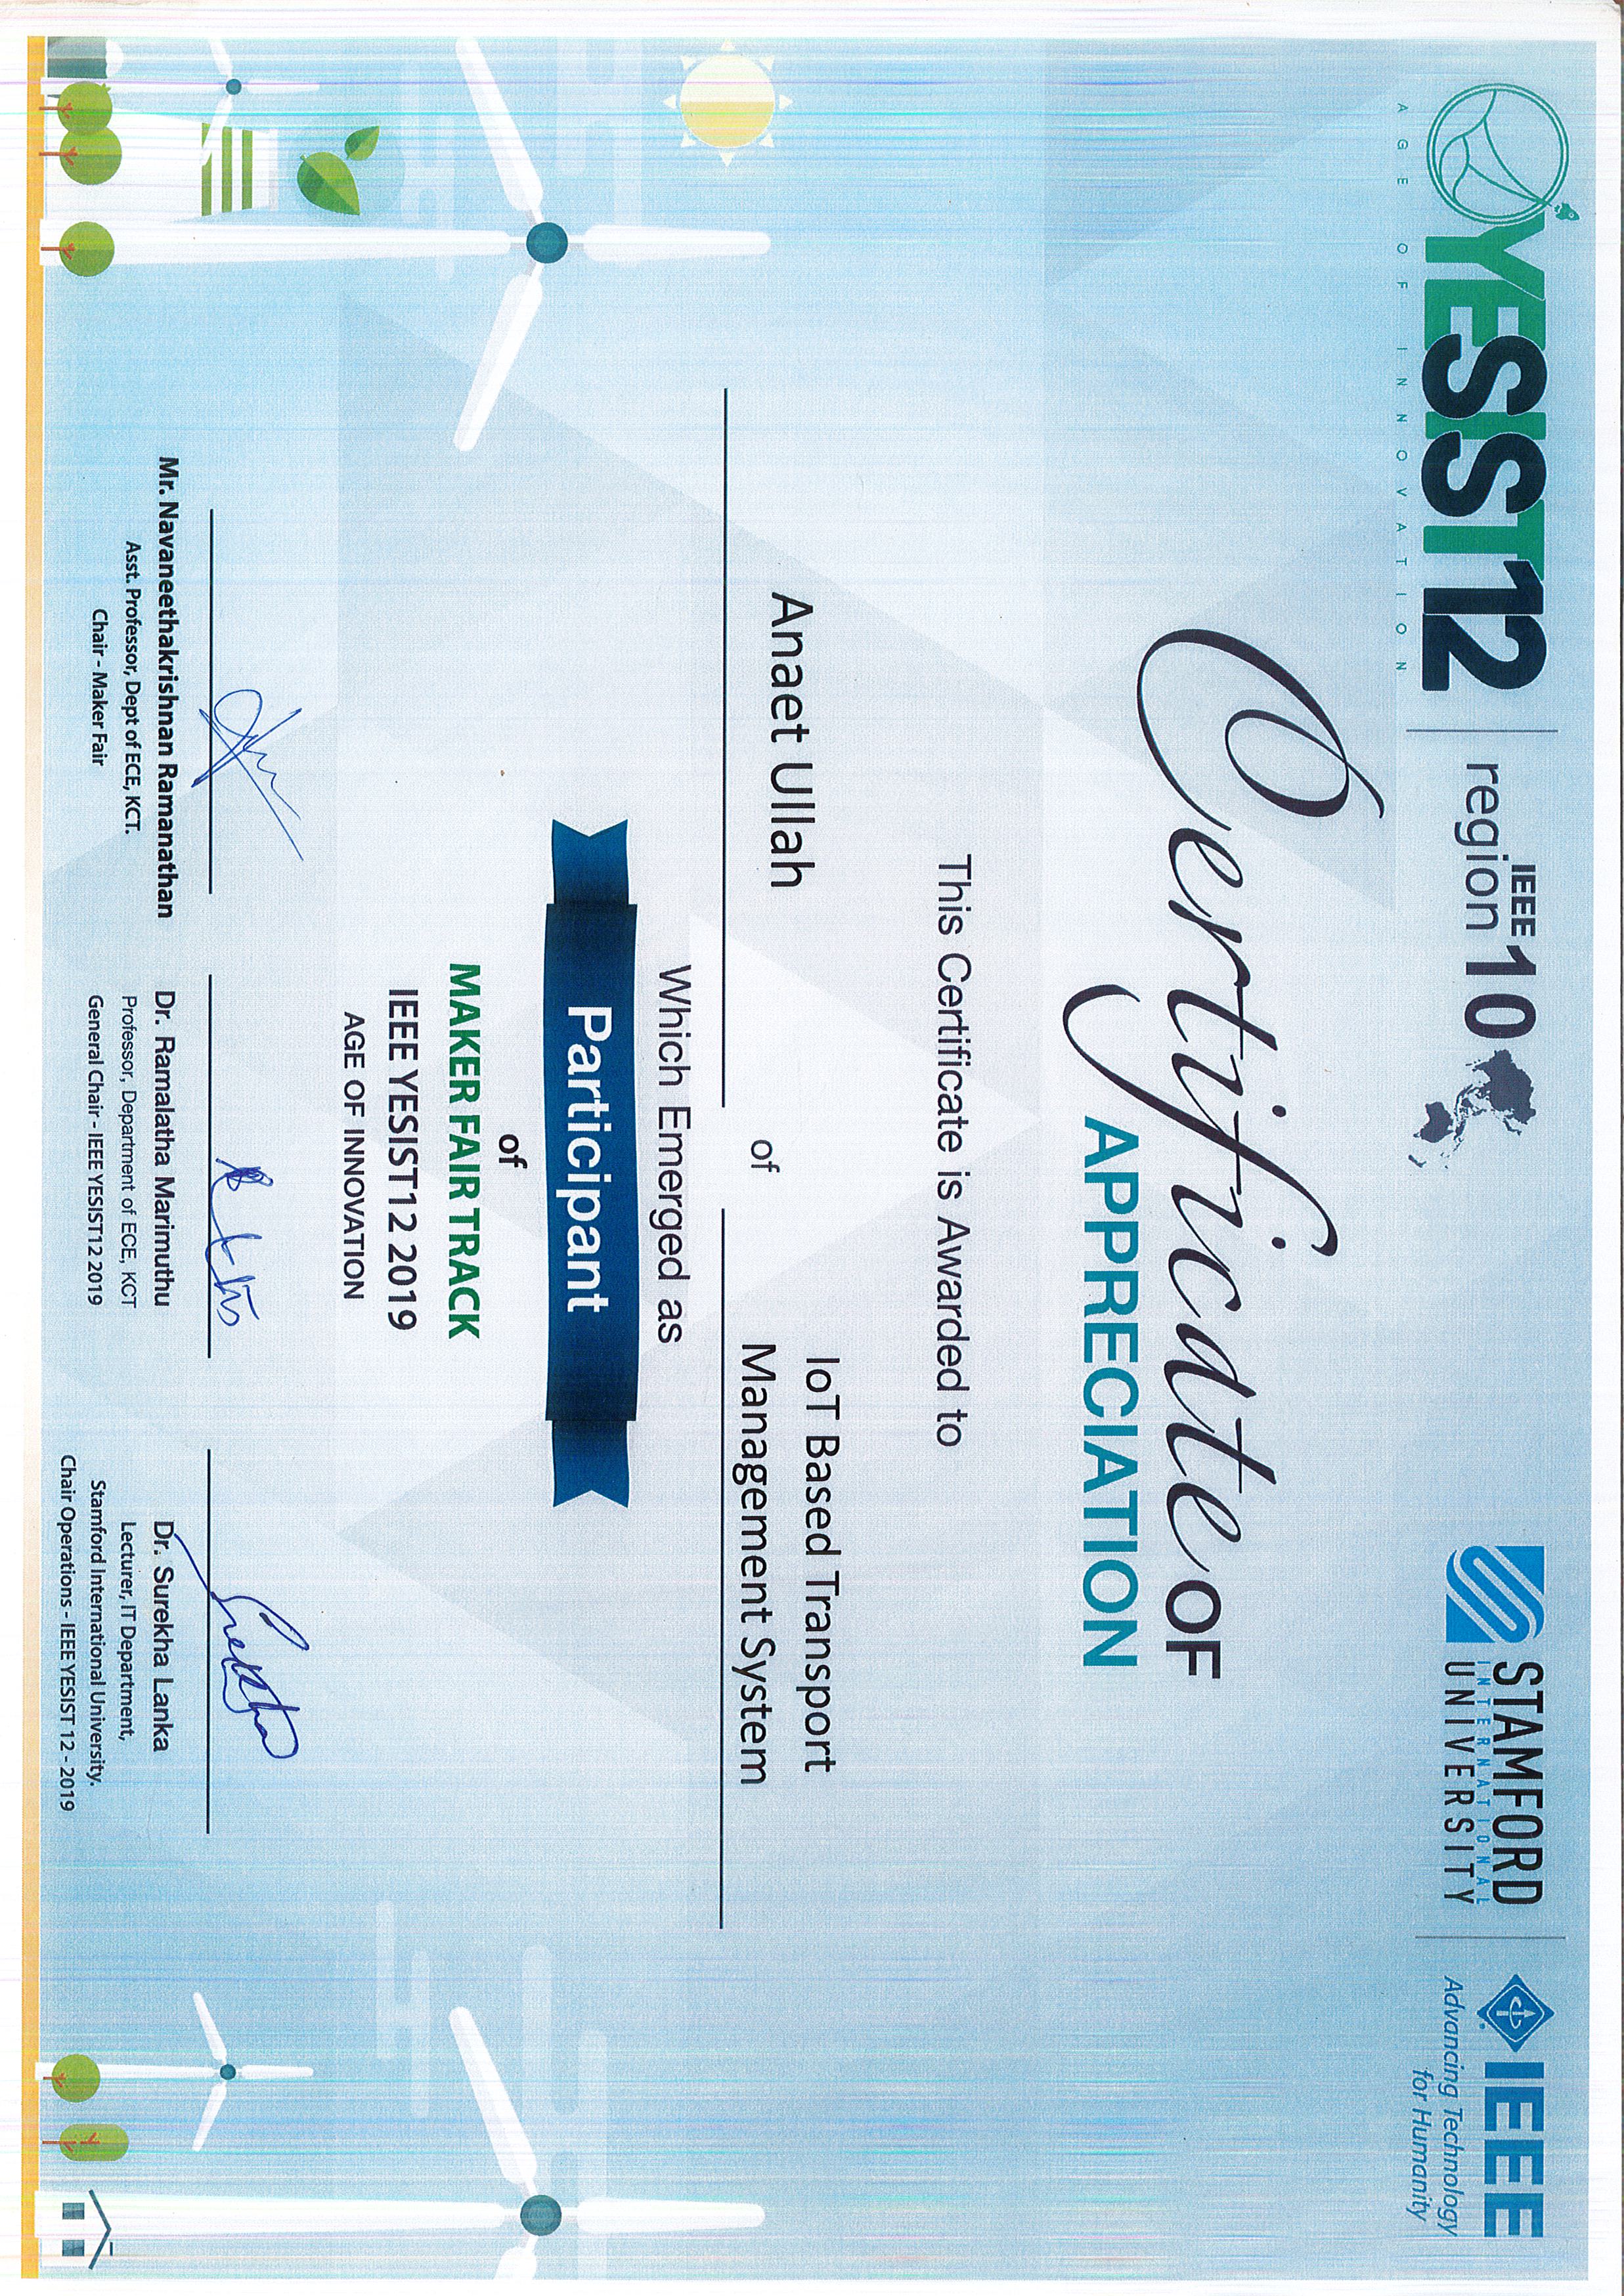 YESIST12
AGE OF INNOVATION
IEEE
region 10
STAMFORD
INTERNATIONAL
UNIVERSITY
IEEE
Advancing Technology
for Humanity
Certificate OF
APPRECIATION
This Certificate is Awarded to
Anaet Ullah of IoT Based Transport
Management System
Which Emerged as
Participant
of
MAKER FAIR TRACK
IEEE YESIST12 2019
AGE OF INNOVATION
Mr. Navaneethakrishnan Ramanathan
Asst. Professor, Dept of ECE, KCT.
Chair - Maker Fair
Dr. Ramalatha Marimuthu
Professor, Department of ECE, KCT
General Chair - IEEE YESIST12 2019
Surekha
Dr. Surekha Lanka
Lecturer, IT Department,
Stamford International University.
Chair Operations - IEEE YESIST 12 - 2019